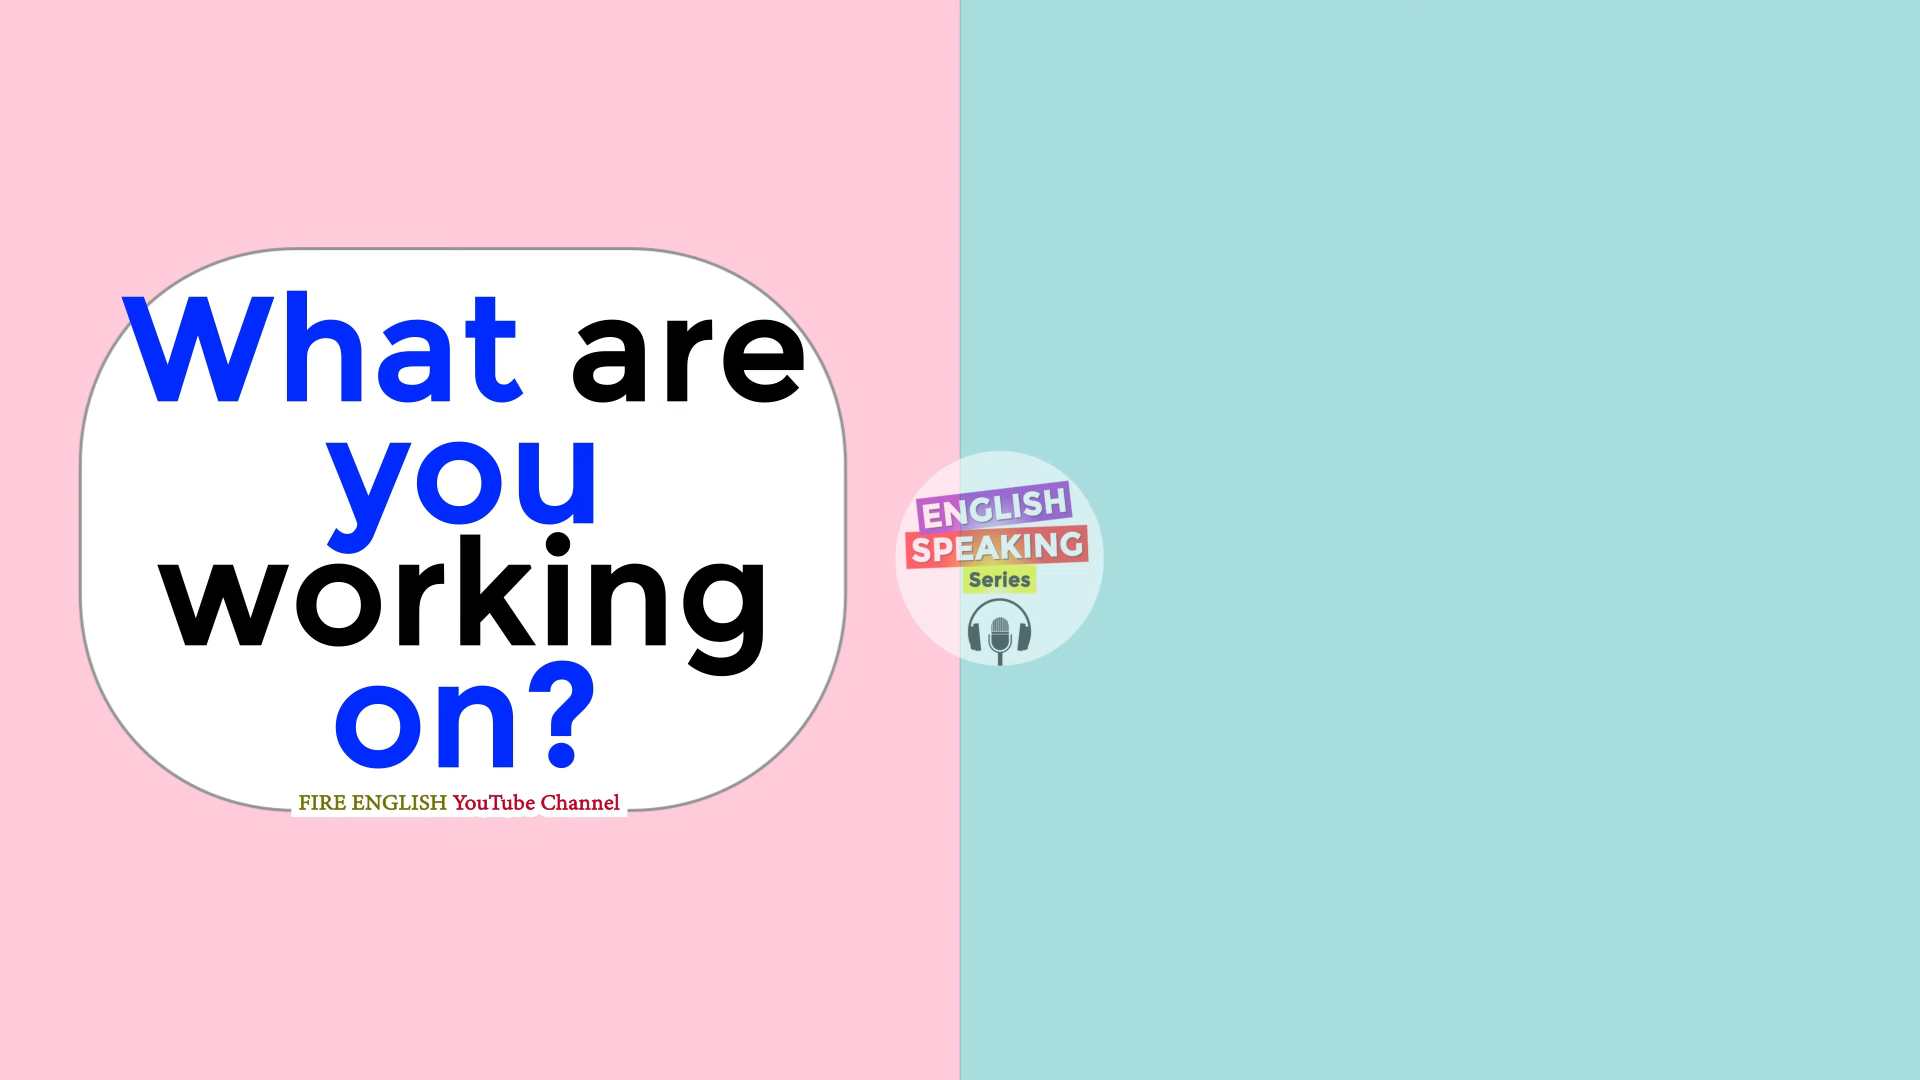 What are
you
working
on?
FIRE ENGLISH YouTube Channel
ENGLISH
SPEAKING
Series